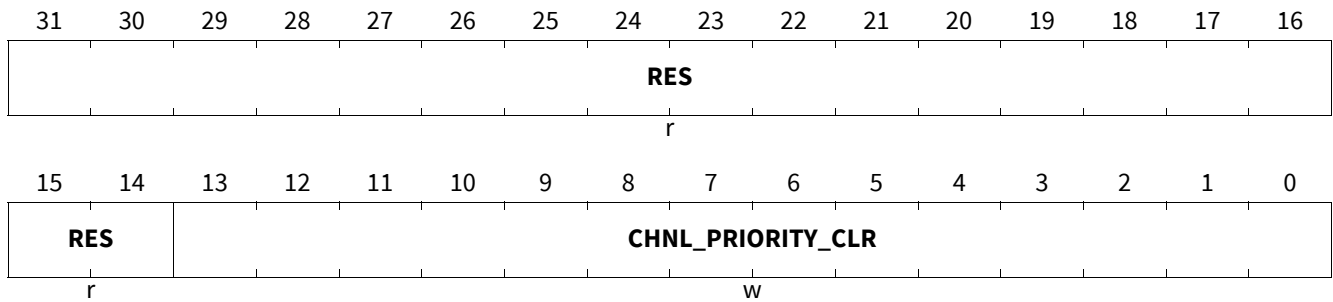 31 30 29 28 27 26 25 24 23 22 21 20 19 18 17 16
RES
r
15 14 13 12 11 10 9 8 7 6 5 4 3 2 1 0
RES CHNL_PRIORITY_CLR
r w